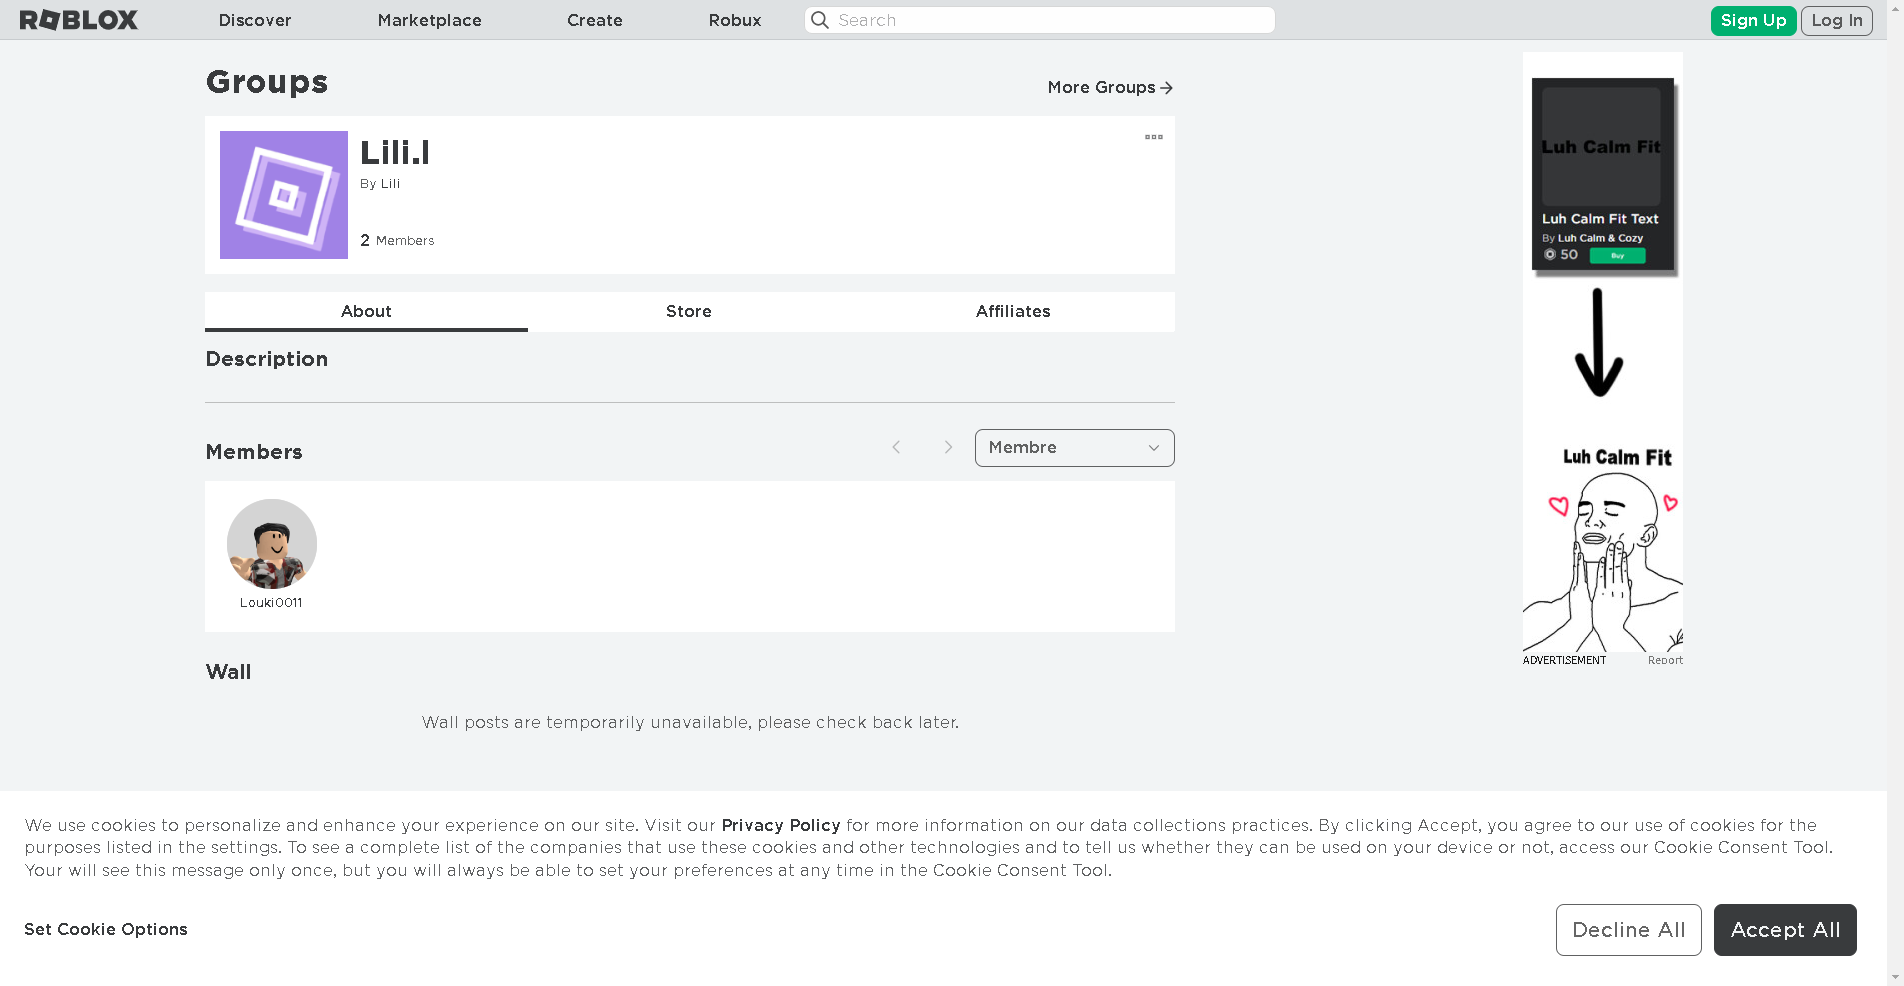 ROBLOX
Discover
Marketplace
Create
Robux
Search
Sign Up
Log In
Groups
More Groups
Lili.l
By Lili
2 Members
About
Store
Affiliates
Description
Members
Membre
Louki0011
Wall
Wall posts are temporarily unavailable, please check back later.
Luh Calm Fit
Luh Calm Fit Text
By Luh Calm & Cozy
50
Buy
Luh Calm Fit
ADVERTISEMENT
Report
We use cookies to personalize and enhance your experience on our site. Visit our Privacy Policy for more information on our data collections practices. By clicking Accept, you agree to our use of cookies for the
purposes listed in the settings. To see a complete list of the companies that use these cookies and other technologies and to tell us whether they can be used on your device or not, access our Cookie Consent Tool.
Your will see this message only once, but you will always be able to set your preferences at any time in the Cookie Consent Tool.
Set Cookie Options
Decline All
Accept All